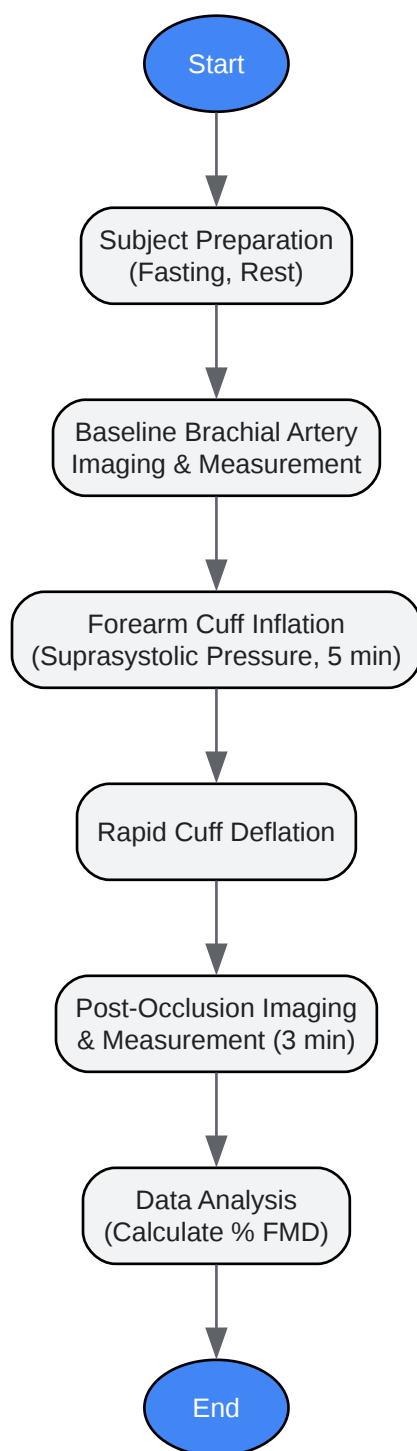 Start
Subject Preparation
(Fasting, Rest)
Baseline Brachial Artery
Imaging & Measurement
Forearm Cuff Inflation
(Suprasystolic Pressure, 5 min)
Rapid Cuff Deflation
Post-Occlusion Imaging
& Measurement (3 min)
Data Analysis
(Calculate % FMD)
End